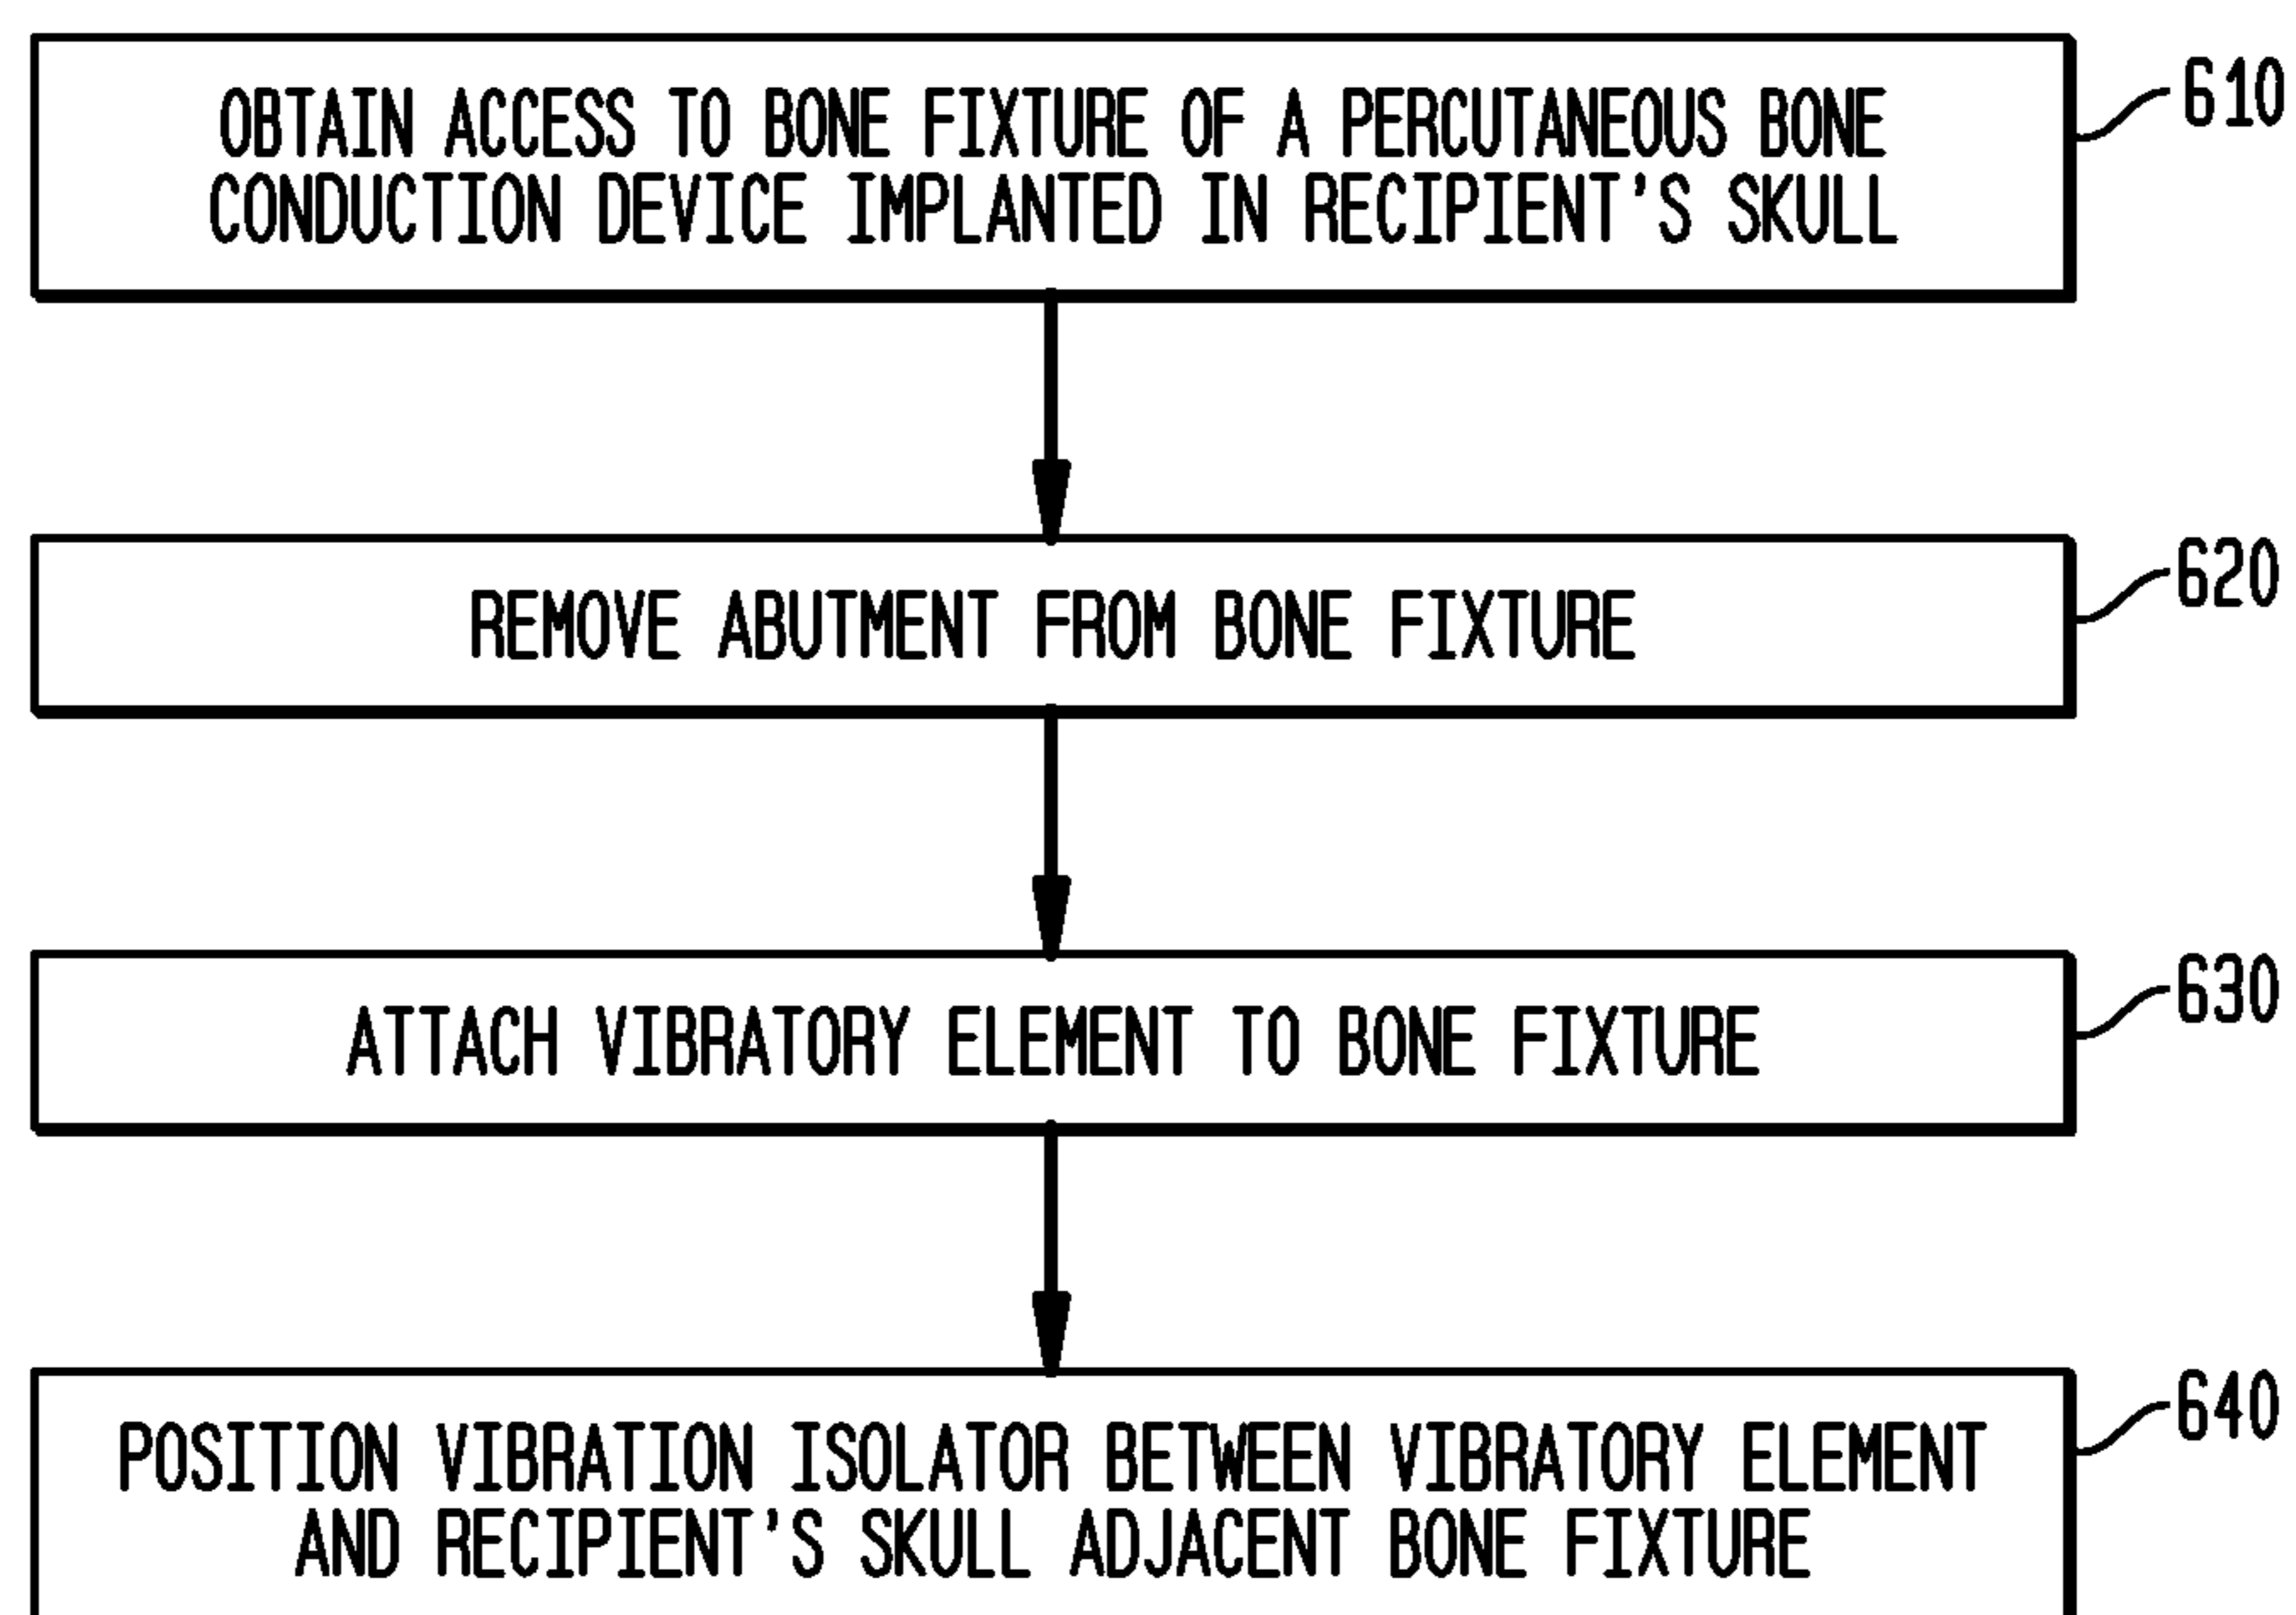 OBTAIN ACCESS TO BONE FIXTURE OF A PERCUTANEOUS BONE
CONDUCTION DEVICE IMPLANTED IN RECIPIENT'S SKULL
610
REMOVE ABUTMENT FROM BONE FIXTURE
620
ATTACH VIBRATORY ELEMENT TO BONE FIXTURE
630
POSITION VIBRATION ISOLATOR BETWEEN VIBRATORY ELEMENT
AND RECIPIENT'S SKULL ADJACENT BONE FIXTURE
640